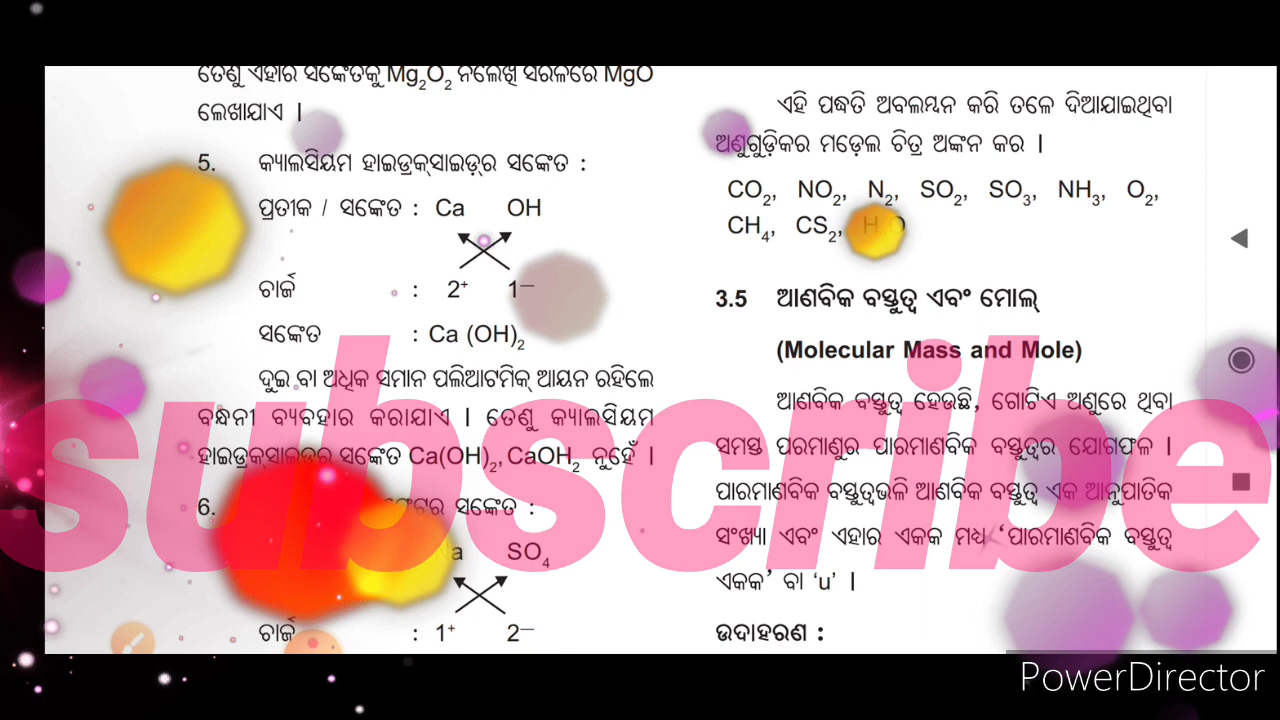 ତେଣୁ ଏହାର ସଙ୍କେତକୁ Mg₂O₂ ନଲେଖି ସରଳରେ MgO
ଲେଖାଯାଏ ।
5. କ୍ୟାଲସିୟମ ହାଇଡ୍ରକ୍‌ସାଇଡ଼୍‌ର ସଙ୍କେତ :
ପ୍ରତୀକ / ସଙ୍କେତ : Ca OH
ଚାର୍ଜ : 2⁺ 1⁻
ସଙ୍କେତ : Ca (OH)₂
ଦୁଇ ବା ଅଧିକ ସମାନ ପଲିଆଟମିକ୍ ଆୟନ ରହିଲେ
ବନ୍ଧନୀ ବ୍ୟବହାର କରାଯାଏ । ତେଣୁ କ୍ୟାଲସିୟମ
ହାଇଡ୍ରକ୍‌ସାଇଡ଼ର ସଙ୍କେତ Ca(OH)₂, CaOH₂ ନୁହେଁ ।
6. ସଙ୍କେତ :
SO₄
ଚାର୍ଜ : 1⁺ 2⁻
ଏହି ପଦ୍ଧତି ଅବଲମ୍ବନ କରି ତଳେ ଦିଆଯାଇଥିବା
ଅଣୁଗୁଡ଼ିକର ମଡ଼େଲ ଚିତ୍ର ଅଙ୍କନ କର ।
CO₂, NO₂, N₂, SO₂, SO₃, NH₃, O₂,
CH₄, CS₂, H₂O
3.5 ଆଣବିକ ବସ୍ତୁତ୍ୱ ଏବଂ ମୋଲ୍
(Molecular Mass and Mole)
ଆଣବିକ ବସ୍ତୁତ୍ୱ ହେଉଛି, ଗୋଟିଏ ଅଣୁରେ ଥିବା
ସମସ୍ତ ପରମାଣୁର ପାରମାଣବିକ ବସ୍ତୁତ୍ୱର ଯୋଗଫଳ ।
ପାରମାଣବିକ ବସ୍ତୁତ୍ୱଭଳି ଆଣବିକ ବସ୍ତୁତ୍ୱ ଏକ ଆନୁପାତିକ
ସଂଖ୍ୟା ଏବଂ ଏହାର ଏକକ ମଧ୍ୟ ‘ପାରମାଣବିକ ବସ୍ତୁତ୍ୱ
ଏକକ’ ବା ‘u’ ।
ଉଦାହରଣ :
subscribe
PowerDirector